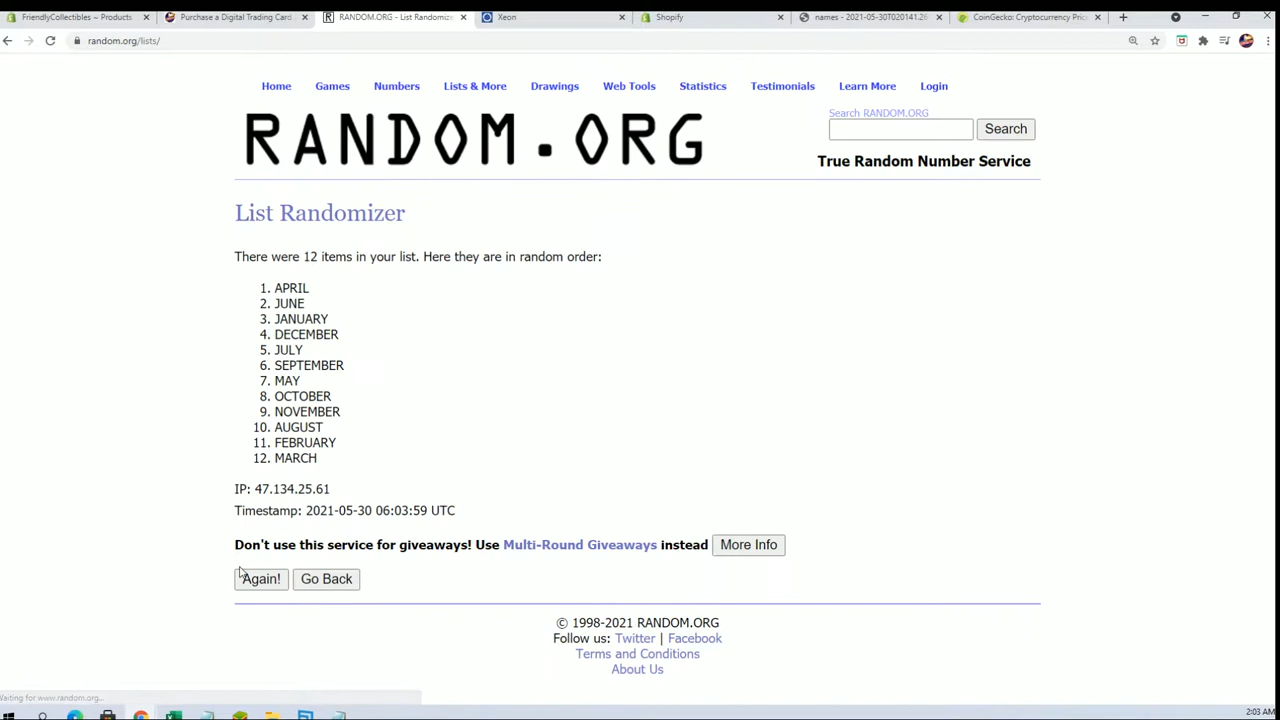 FriendlyCollectibles ~ Products
Purchase a Digital Trading Card
RANDOM.ORG - List Randomize
Xeon
Shopify
names - 2021-05-30T020141.26
CoinGecko: Cryptocurrency Pric
random.org/lists/
Home Games Numbers Lists & More Drawings Web Tools Statistics Testimonials Learn More Login
RANDOM.ORG
Search RANDOM.ORG
Search
True Random Number Service
List Randomizer
There were 12 items in your list. Here they are in random order:
1. APRIL
2. JUNE
3. JANUARY
4. DECEMBER
5. JULY
6. SEPTEMBER
7. MAY
8. OCTOBER
9. NOVEMBER
10. AUGUST
11. FEBRUARY
12. MARCH
IP: 47.134.25.61
Timestamp: 2021-05-30 06:03:59 UTC
Don't use this service for giveaways! Use Multi-Round Giveaways instead More Info
Again! Go Back
© 1998-2021 RANDOM.ORG
Follow us: Twitter | Facebook
Terms and Conditions
About Us
Waiting for www.random.org...
2:03 AM